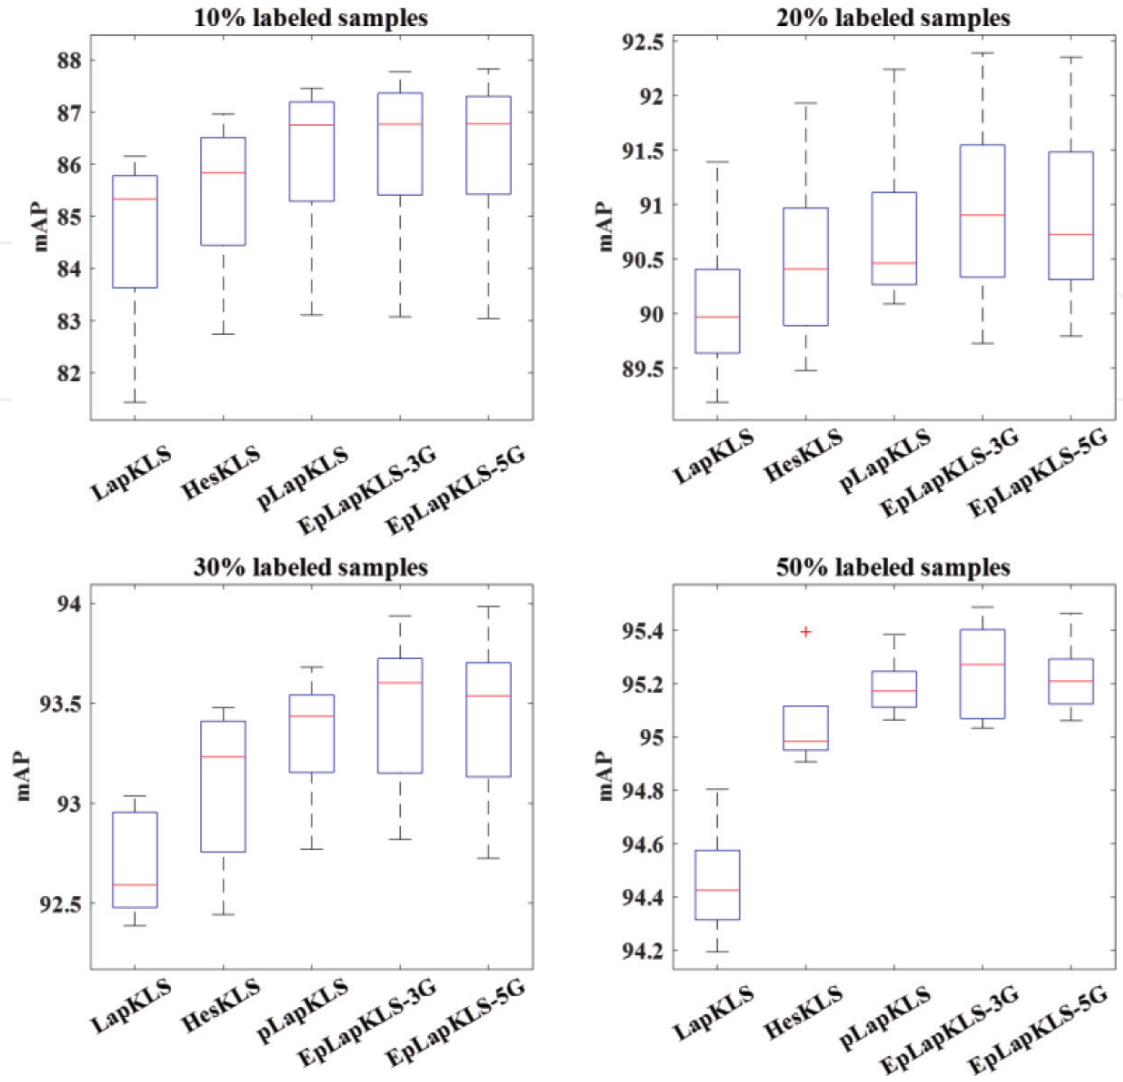 10% labeled samples
mAP
88
87
86
85
84
83
82
LapKLS
HesKLS
pLapKLS
EpLapKLS-3G
EpLapKLS-5G
20% labeled samples
mAP
92.5
92
91.5
91
90.5
90
89.5
LapKLS
HesKLS
pLapKLS
EpLapKLS-3G
EpLapKLS-5G
30% labeled samples
mAP
94
93.5
93
92.5
LapKLS
HesKLS
pLapKLS
EpLapKLS-3G
EpLapKLS-5G
50% labeled samples
mAP
95.4
95.2
95
94.8
94.6
94.4
94.2
LapKLS
HesKLS
pLapKLS
EpLapKLS-3G
EpLapKLS-5G